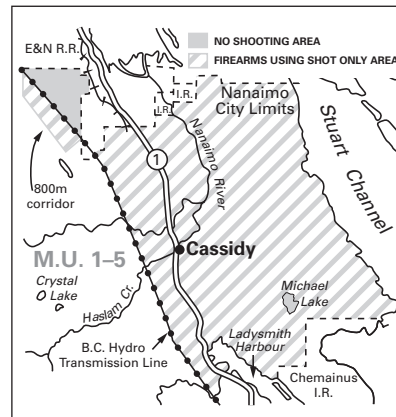 E&N R.R.
NO SHOOTING AREA
FIREARMS USING SHOT ONLY AREA
I.R.
I.R.
Nanaimo
City Limits
Stuart Channel
Nanaimo
River
1
800m
corridor
Cassidy
M.U. 1–5
Crystal
Lake
Michael
Lake
Haslam Cr.
B.C. Hydro
Transmission Line
Ladysmith
Harbour
Chemainus
I.R.